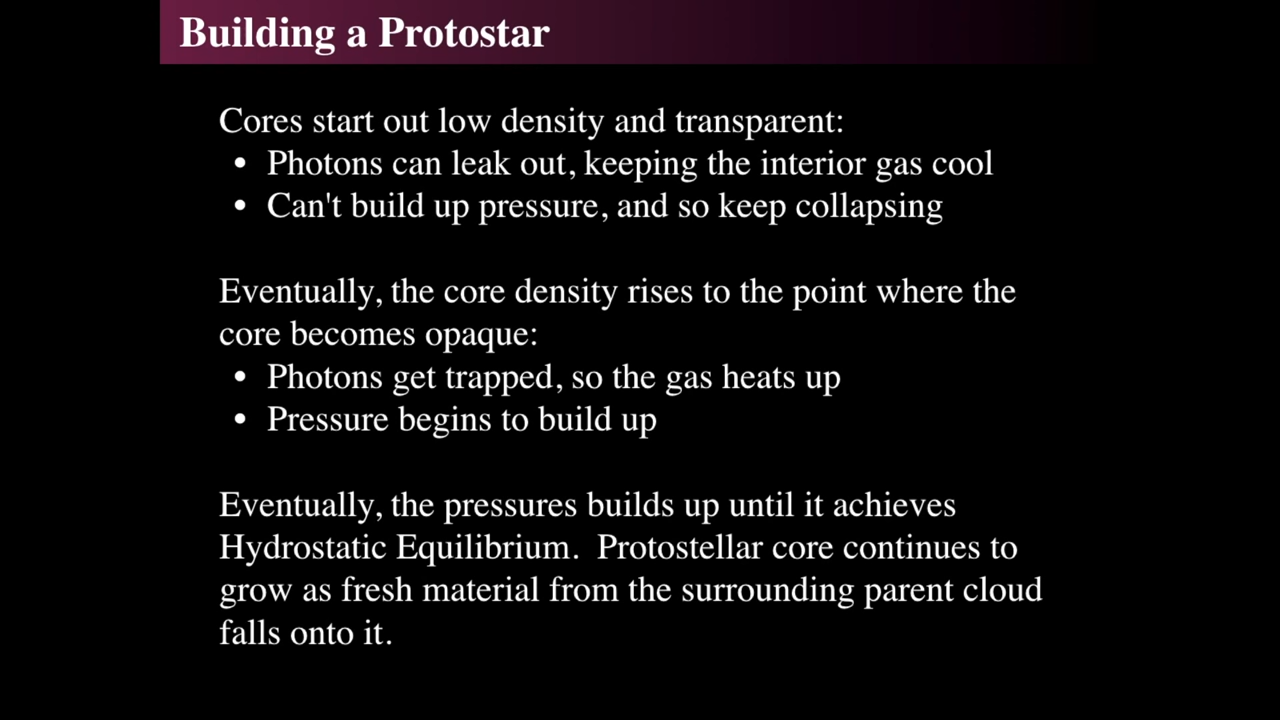 Building a Protostar
Cores start out low density and transparent:
• Photons can leak out, keeping the interior gas cool
• Can't build up pressure, and so keep collapsing
Eventually, the core density rises to the point where the
core becomes opaque:
• Photons get trapped, so the gas heats up
• Pressure begins to build up
Eventually, the pressures builds up until it achieves
Hydrostatic Equilibrium.  Protostellar core continues to
grow as fresh material from the surrounding parent cloud
falls onto it.